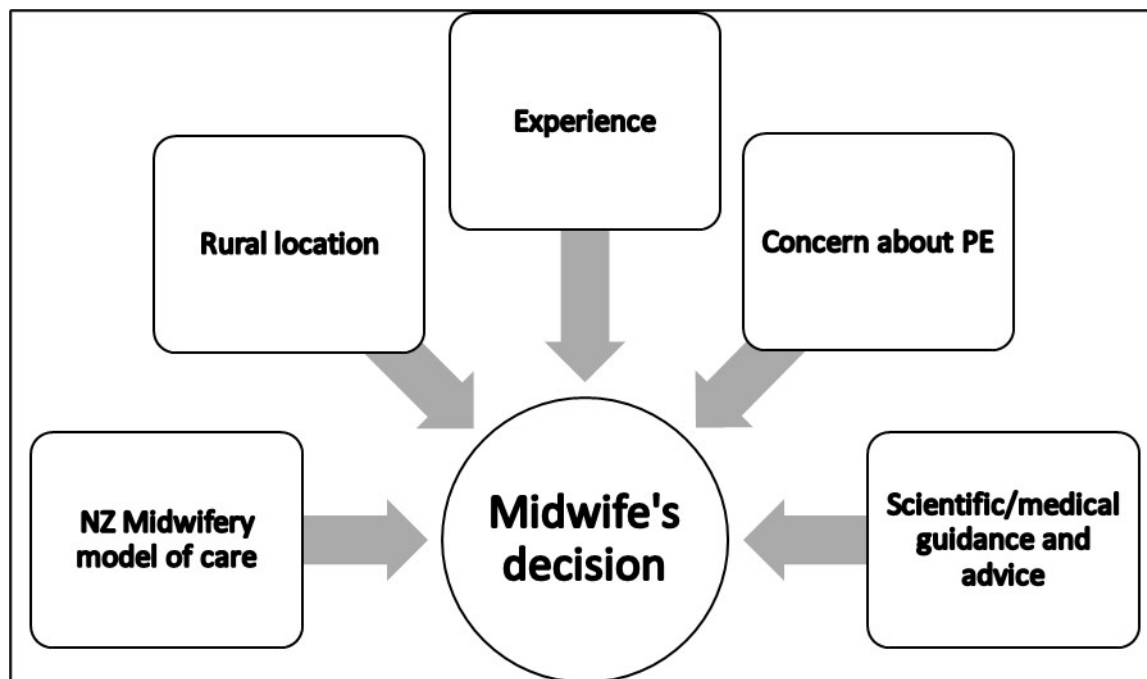 Experience
Rural location
Concern about PE
NZ Midwifery
model of care
Midwife's
decision
Scientific/medical
guidance and
advice